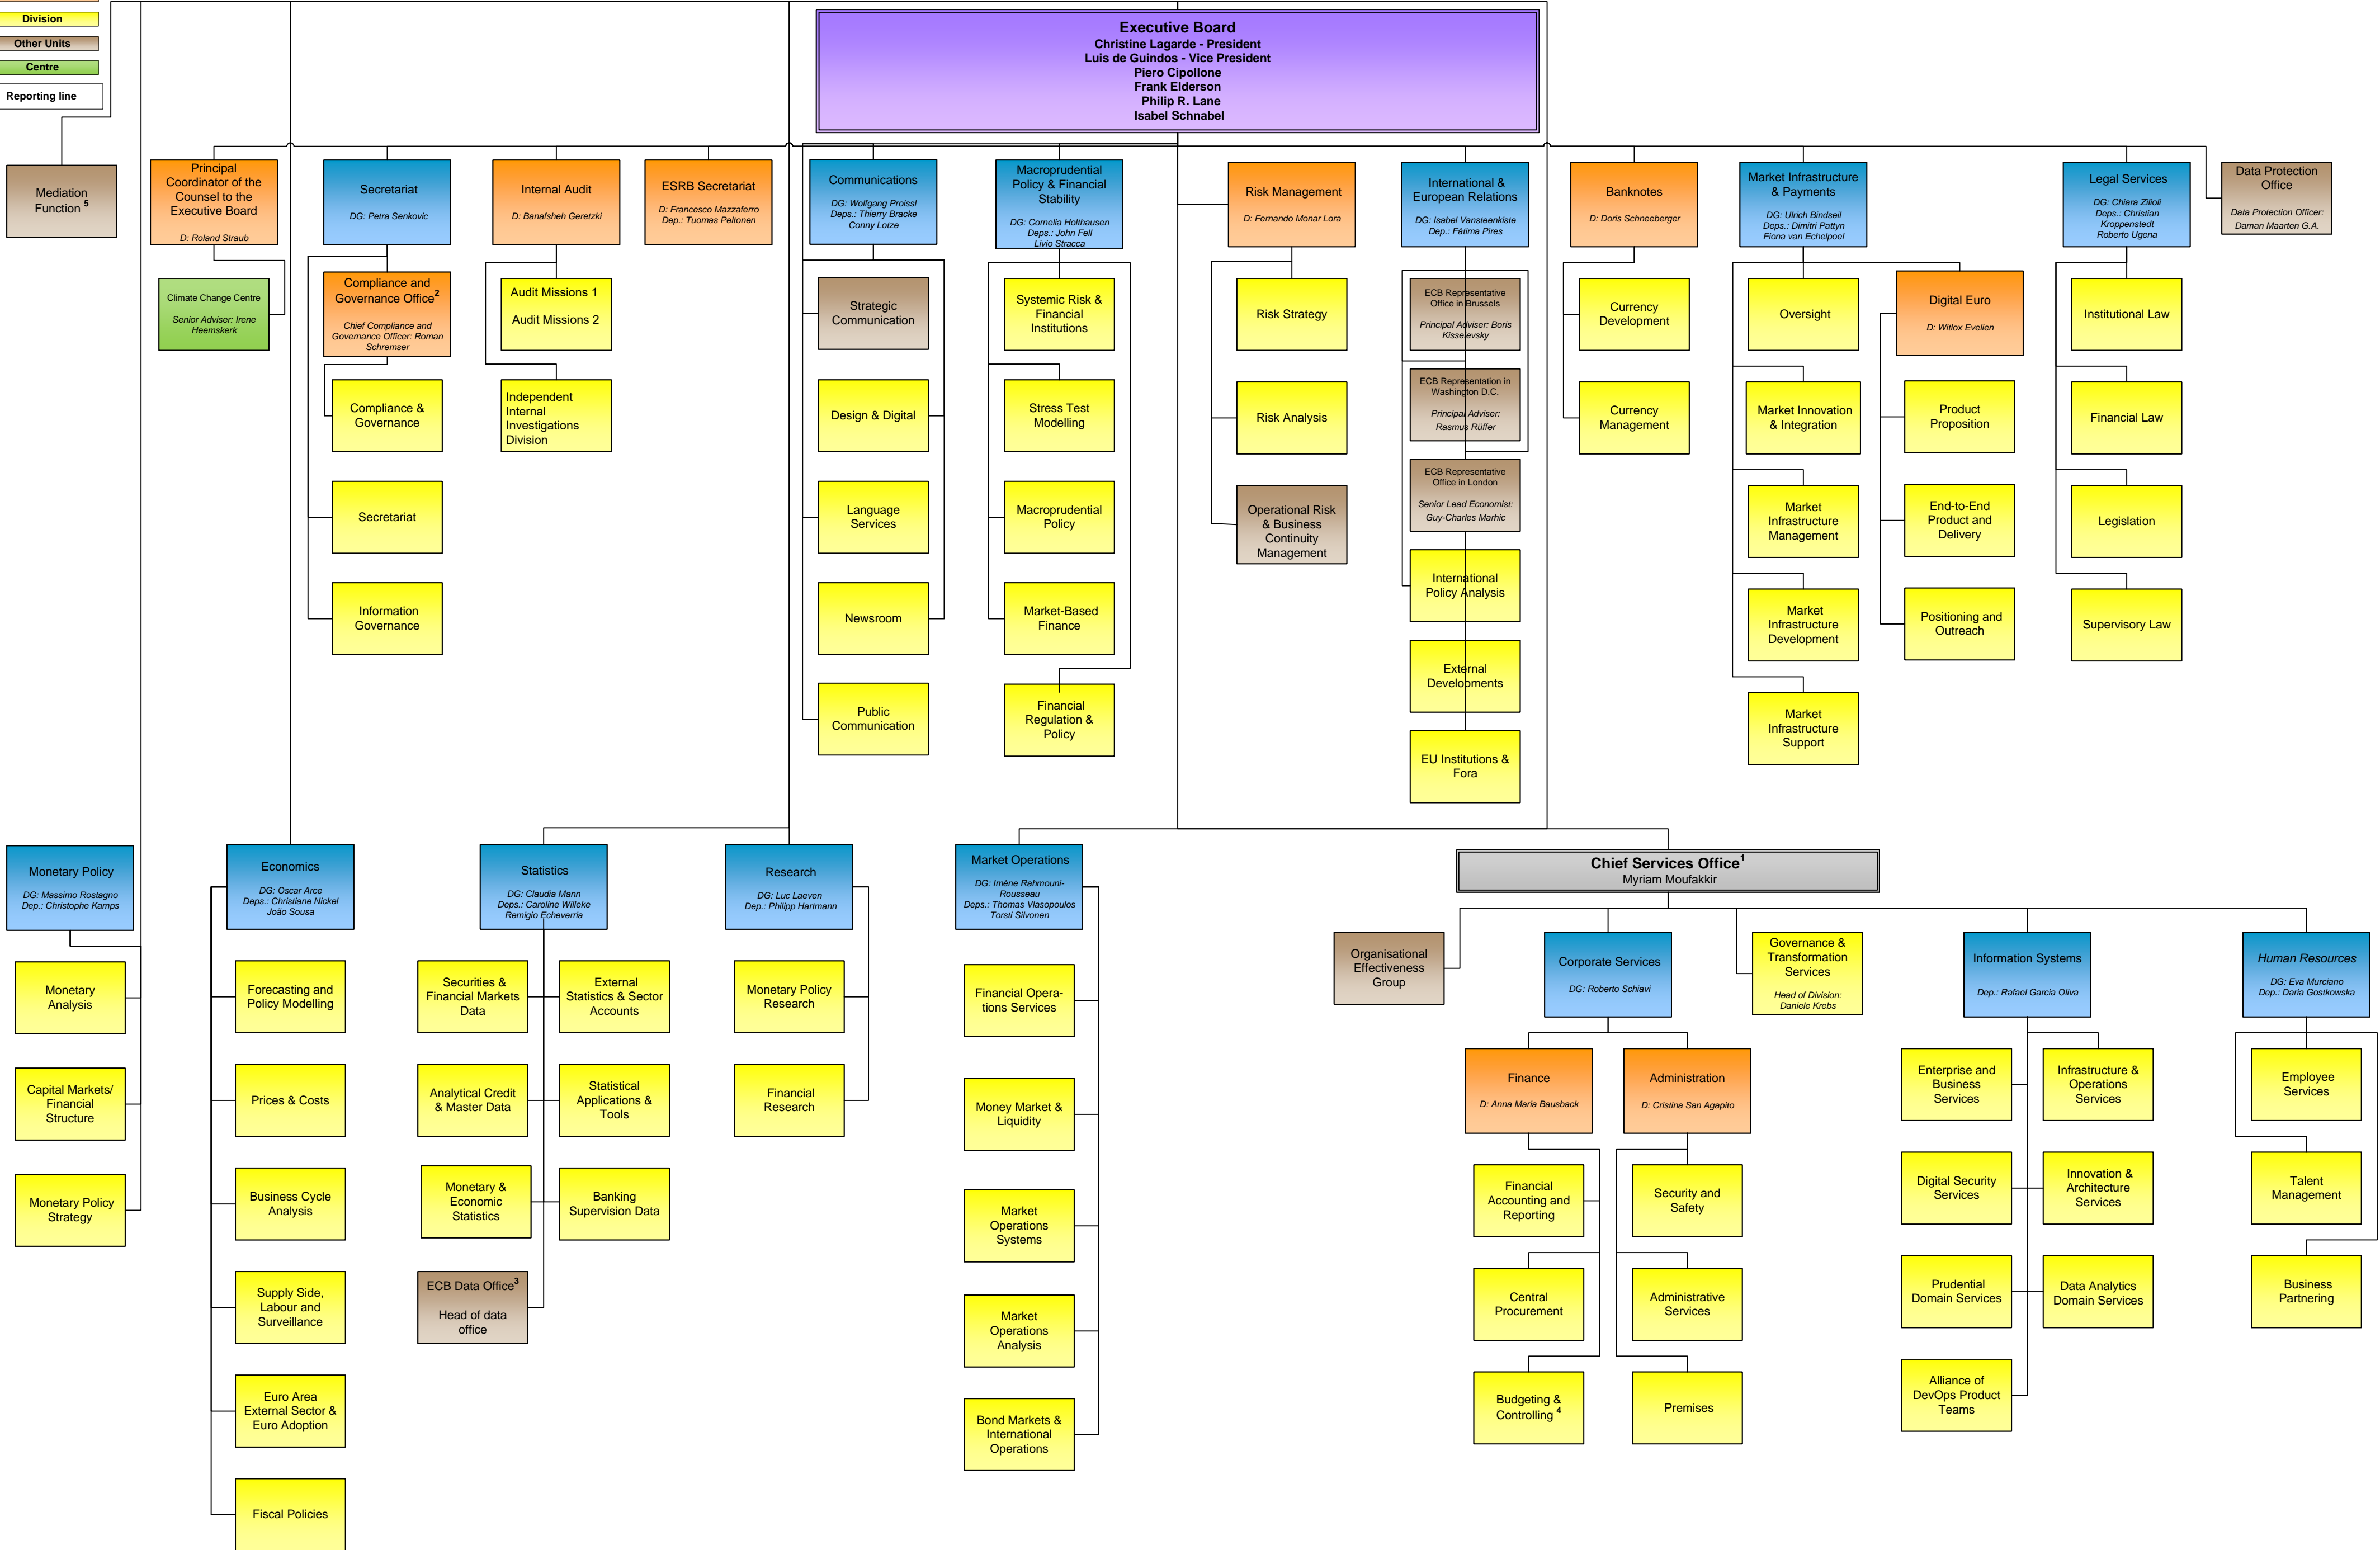 Division
Other Units
Centre
Reporting line
Executive Board
Christine Lagarde - President
Luis de Guindos - Vice President
Piero Cipollone
Frank Elderson
Philip R. Lane
Isabel Schnabel
Mediation
Function 5
Principal
Coordinator of the
Counsel to the
Executive Board
D: Roland Straub
Climate Change Centre
Senior Adviser: Irene
Heemskerk
Secretariat
DG: Petra Senkovic
Compliance and
Governance Office2
Chief Compliance and
Governance Officer: Roman
Schremser
Compliance &
Governance
Secretariat
Information
Governance
Internal Audit
D: Banafsheh Geretzki
Audit Missions 1
Audit Missions 2
Independent
Internal
Investigations
Division
ESRB Secretariat
D: Francesco Mazzaferro
Dep.: Tuomas Peltonen
Communications
DG: Wolfgang Proissl
Deps.: Thierry Bracke
Conny Lotze
Strategic
Communication
Design & Digital
Language
Services
Newsroom
Public
Communication
Macroprudential
Policy & Financial
Stability
DG: Cornelia Holthausen
Deps.: John Fell
Livio Stracca
Systemic Risk &
Financial
Institutions
Stress Test
Modelling
Macroprudential
Policy
Market-Based
Finance
Financial
Regulation &
Policy
Risk Management
D: Fernando Monar Lora
Risk Strategy
Risk Analysis
Operational Risk
& Business
Continuity
Management
International &
European Relations
DG: Isabel Vansteenkiste
Dep.: Fátima Pires
ECB Representative
Office in Brussels
Principal Adviser: Boris
Kisselevsky
ECB Representation in
Washington D.C.
Principal Adviser:
Rasmus Rüffer
ECB Representative
Office in London
Senior Lead Economist:
Guy-Charles Marhic
International
Policy Analysis
External
Developments
EU Institutions &
Fora
Banknotes
D: Doris Schneeberger
Currency
Development
Currency
Management
Market Infrastructure
& Payments
DG: Ulrich Bindseil
Deps.: Dimitri Pattyn
Fiona van Echelpoel
Oversight
Market Innovation
& Integration
Market
Infrastructure
Management
Market
Infrastructure
Development
Market
Infrastructure
Support
Digital Euro
D: Witlox Evelien
Product
Proposition
End-to-End
Product and
Delivery
Positioning and
Outreach
Legal Services
DG: Chiara Zilioli
Deps.: Christian
Kroppenstedt
Roberto Ugena
Institutional Law
Financial Law
Legislation
Supervisory Law
Data Protection
Office
Data Protection Officer:
Daman Maarten G.A.
Monetary Policy
DG: Massimo Rostagno
Dep.: Christophe Kamps
Monetary
Analysis
Capital Markets/
Financial
Structure
Monetary Policy
Strategy
Economics
DG: Oscar Arce
Deps.: Christiane Nickel
João Sousa
Forecasting and
Policy Modelling
Prices & Costs
Business Cycle
Analysis
Supply Side,
Labour and
Surveillance
Euro Area
External Sector &
Euro Adoption
Fiscal Policies
Statistics
DG: Claudia Mann
Deps.: Caroline Willeke
Remigio Echeverria
Securities &
Financial Markets
Data
External
Statistics & Sector
Accounts
Analytical Credit
& Master Data
Statistical
Applications &
Tools
Monetary &
Economic
Statistics
Banking
Supervision Data
ECB Data Office3
Head of data
office
Research
DG: Luc Laeven
Dep.: Philipp Hartmann
Monetary Policy
Research
Financial
Research
Market Operations
DG: Imène Rahmouni-
Rousseau
Deps.: Thomas Vlasopoulos
Torsti Silvonen
Financial Opera-
tions Services
Money Market &
Liquidity
Market
Operations
Systems
Market
Operations
Analysis
Bond Markets &
International
Operations
Chief Services Office1
Myriam Moufakkir
Organisational
Effectiveness
Group
Corporate Services
DG: Roberto Schiavi
Governance &
Transformation
Services
Head of Division:
Daniele Krebs
Finance
D: Anna Maria Bausback
Financial
Accounting and
Reporting
Central
Procurement
Budgeting &
Controlling 4
Administration
D: Cristina San Agapito
Security and
Safety
Administrative
Services
Premises
Information Systems
Dep.: Rafael Garcia Oliva
Enterprise and
Business
Services
Infrastructure &
Operations
Services
Digital Security
Services
Innovation &
Architecture
Services
Prudential
Domain Services
Data Analytics
Domain Services
Alliance of
DevOps Product
Teams
Human Resources
DG: Eva Murciano
Dep.: Daria Gostkowska
Employee
Services
Talent
Management
Business
Partnering